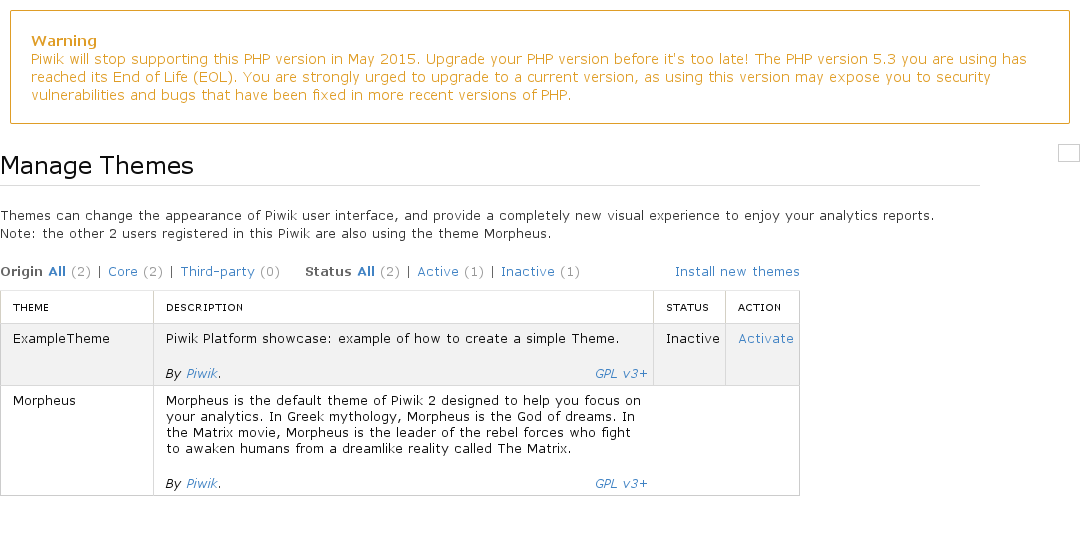 Warning
Piwik will stop supporting this PHP version in May 2015. Upgrade your PHP version before it's too late! The PHP version 5.3 you are using has
reached its End of Life (EOL). You are strongly urged to upgrade to a current version, as using this version may expose you to security
vulnerabilities and bugs that have been fixed in more recent versions of PHP.
Manage Themes
Themes can change the appearance of Piwik user interface, and provide a completely new visual experience to enjoy your analytics reports.
Note: the other 2 users registered in this Piwik are also using the theme Morpheus.
Origin All (2) | Core (2) | Third-party (0) Status All (2) | Active (1) | Inactive (1) Install new themes
THEME DESCRIPTION STATUS ACTION
ExampleTheme Piwik Platform showcase: example of how to create a simple Theme. Inactive Activate
By Piwik. GPL v3+
Morpheus Morpheus is the default theme of Piwik 2 designed to help you focus on
your analytics. In Greek mythology, Morpheus is the God of dreams. In
the Matrix movie, Morpheus is the leader of the rebel forces who fight
to awaken humans from a dreamlike reality called The Matrix.
By Piwik. GPL v3+